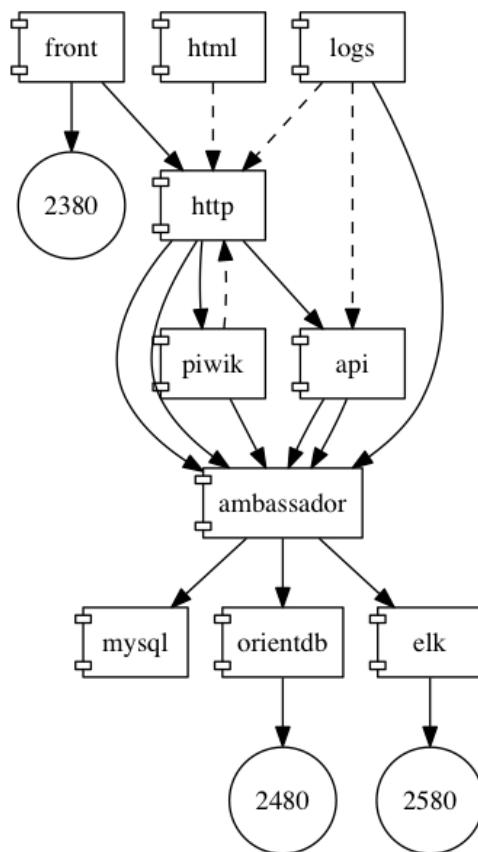 front
html
logs
2380
http
piwik
api
ambassador
mysql
orientdb
elk
2480
2580